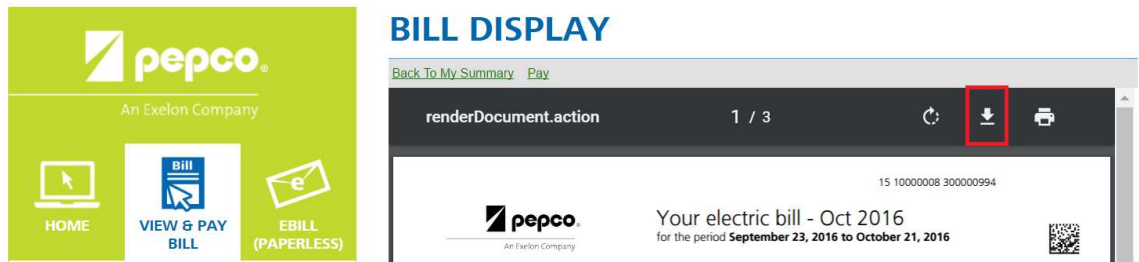 pepco.
An Exelon Company
HOME
Bill
VIEW & PAY
BILL
e
EBILL
(PAPERLESS)
BILL DISPLAY
Back To My Summary Pay
renderDocument.action 1 / 3
15 10000008 300000994
pepco.
An Exelon Company
Your electric bill - Oct 2016
for the period September 23, 2016 to October 21, 2016